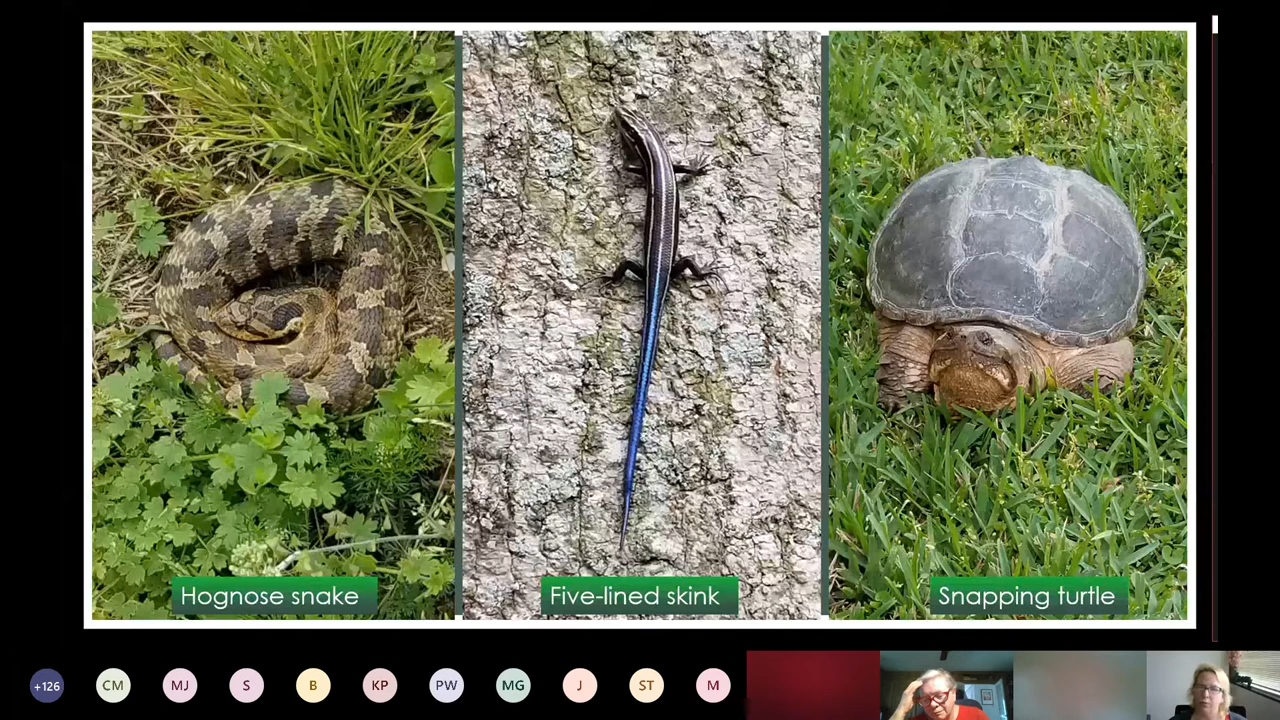 Hognose snake
Five-lined skink
Snapping turtle
+126
CM
MJ
S
B
KP
PW
MG
J
ST
M